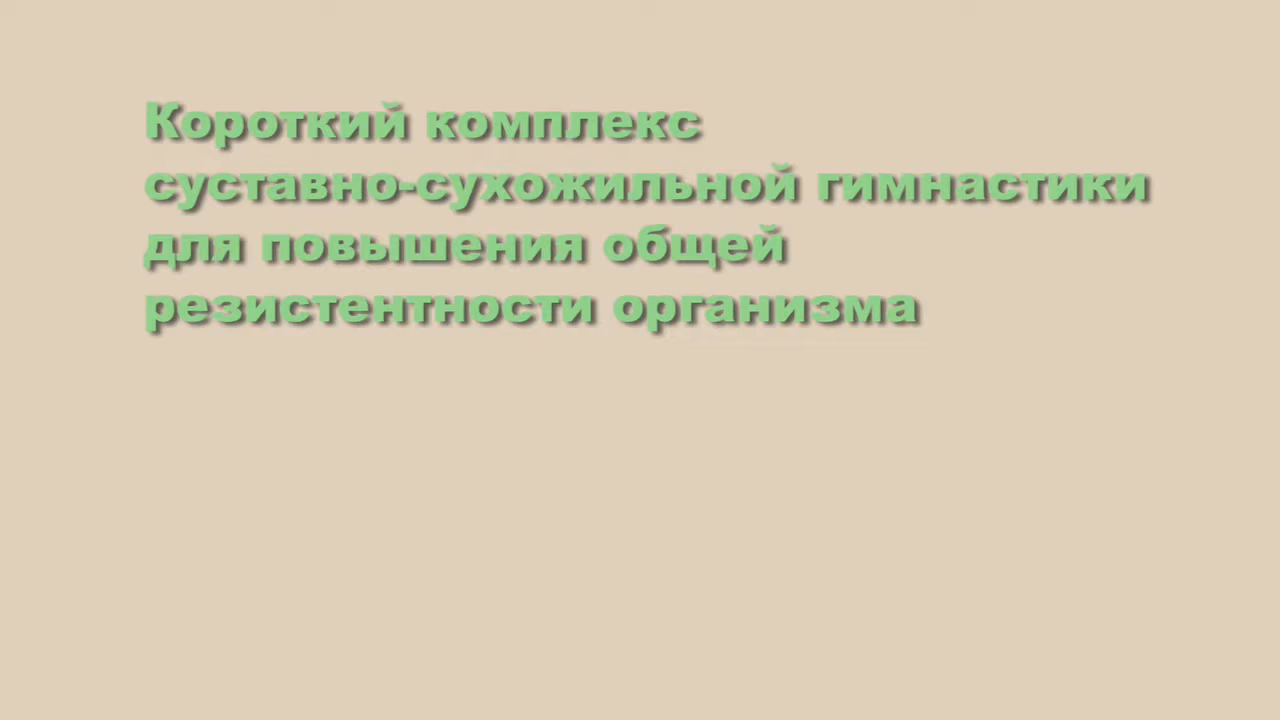 Короткий комплекс
суставно-сухожильной гимнастики
для повышения общей
резистентности организма